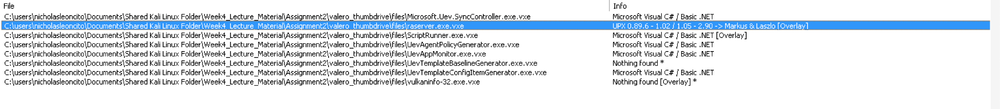 File Info
C:\users\nicholasleoncito\Documents\Shared Kali Linux Folder\Week4_Lecture_Material\Assignment2\valero_thumbdrive\files\Microsoft.Uev.SyncController.exe.vxe Microsoft Visual C# / Basic .NET
C:\users\nicholasleoncito\Documents\Shared Kali Linux Folder\Week4_Lecture_Material\Assignment2\valero_thumbdrive\files\raserver.exe.vxe UPX 0.89.6 - 1.02 / 1.05 - 2.90 -> Markus & Laszlo [Overlay]
C:\users\nicholasleoncito\Documents\Shared Kali Linux Folder\Week4_Lecture_Material\Assignment2\valero_thumbdrive\files\ScriptRunner.exe.vxe Microsoft Visual C# / Basic .NET [Overlay]
C:\users\nicholasleoncito\Documents\Shared Kali Linux Folder\Week4_Lecture_Material\Assignment2\valero_thumbdrive\files\UevAgentPolicyGenerator.exe.vxe Microsoft Visual C# / Basic .NET
C:\users\nicholasleoncito\Documents\Shared Kali Linux Folder\Week4_Lecture_Material\Assignment2\valero_thumbdrive\files\UevAppMonitor.exe.vxe Microsoft Visual C# / Basic .NET
C:\users\nicholasleoncito\Documents\Shared Kali Linux Folder\Week4_Lecture_Material\Assignment2\valero_thumbdrive\files\UevTemplateBaselineGenerator.exe.vxe Nothing found *
C:\users\nicholasleoncito\Documents\Shared Kali Linux Folder\Week4_Lecture_Material\Assignment2\valero_thumbdrive\files\UevTemplateConfigItemGenerator.exe.vxe Microsoft Visual C# / Basic .NET
C:\users\nicholasleoncito\Documents\Shared Kali Linux Folder\Week4_Lecture_Material\Assignment2\valero_thumbdrive\files\vulkaninfo-32.exe.vxe Nothing found [Overlay] *